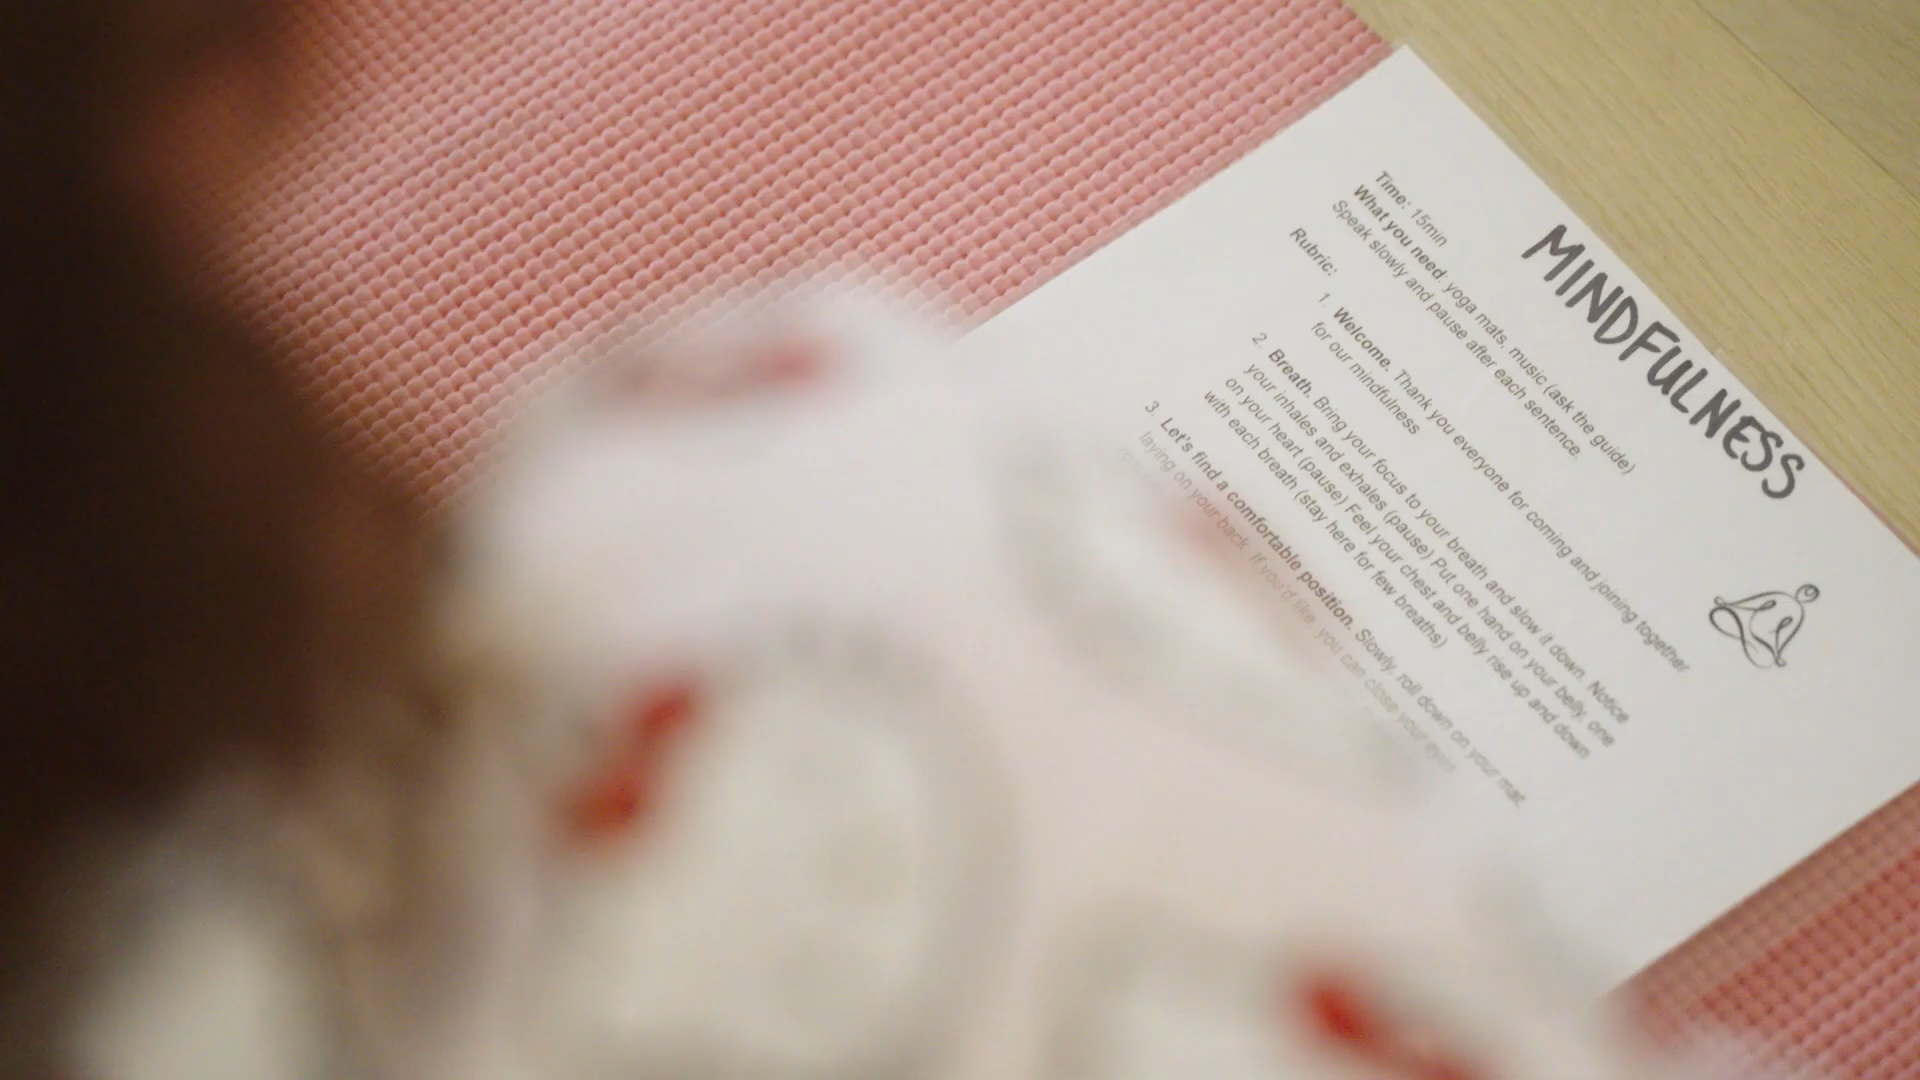 MINDFULNESS
Time: 15min
What you need: yoga mats, music (ask the guide)
Speak slowly and pause after each sentence.
Rubric:
1. Welcome. Thank you everyone for coming and joining together
for our mindfulness
2. Breath. Bring your focus to your breath and slow it down. Notice
your inhales and exhales (pause) Put one hand on your belly, one
on your heart (pause) Feel your chest and belly rise up and down
with each breath (stay here for few breaths)
3. Let's find a comfortable position. Slowly, roll down on your mat,
laying on your back. If you'd like, you can close your eyes